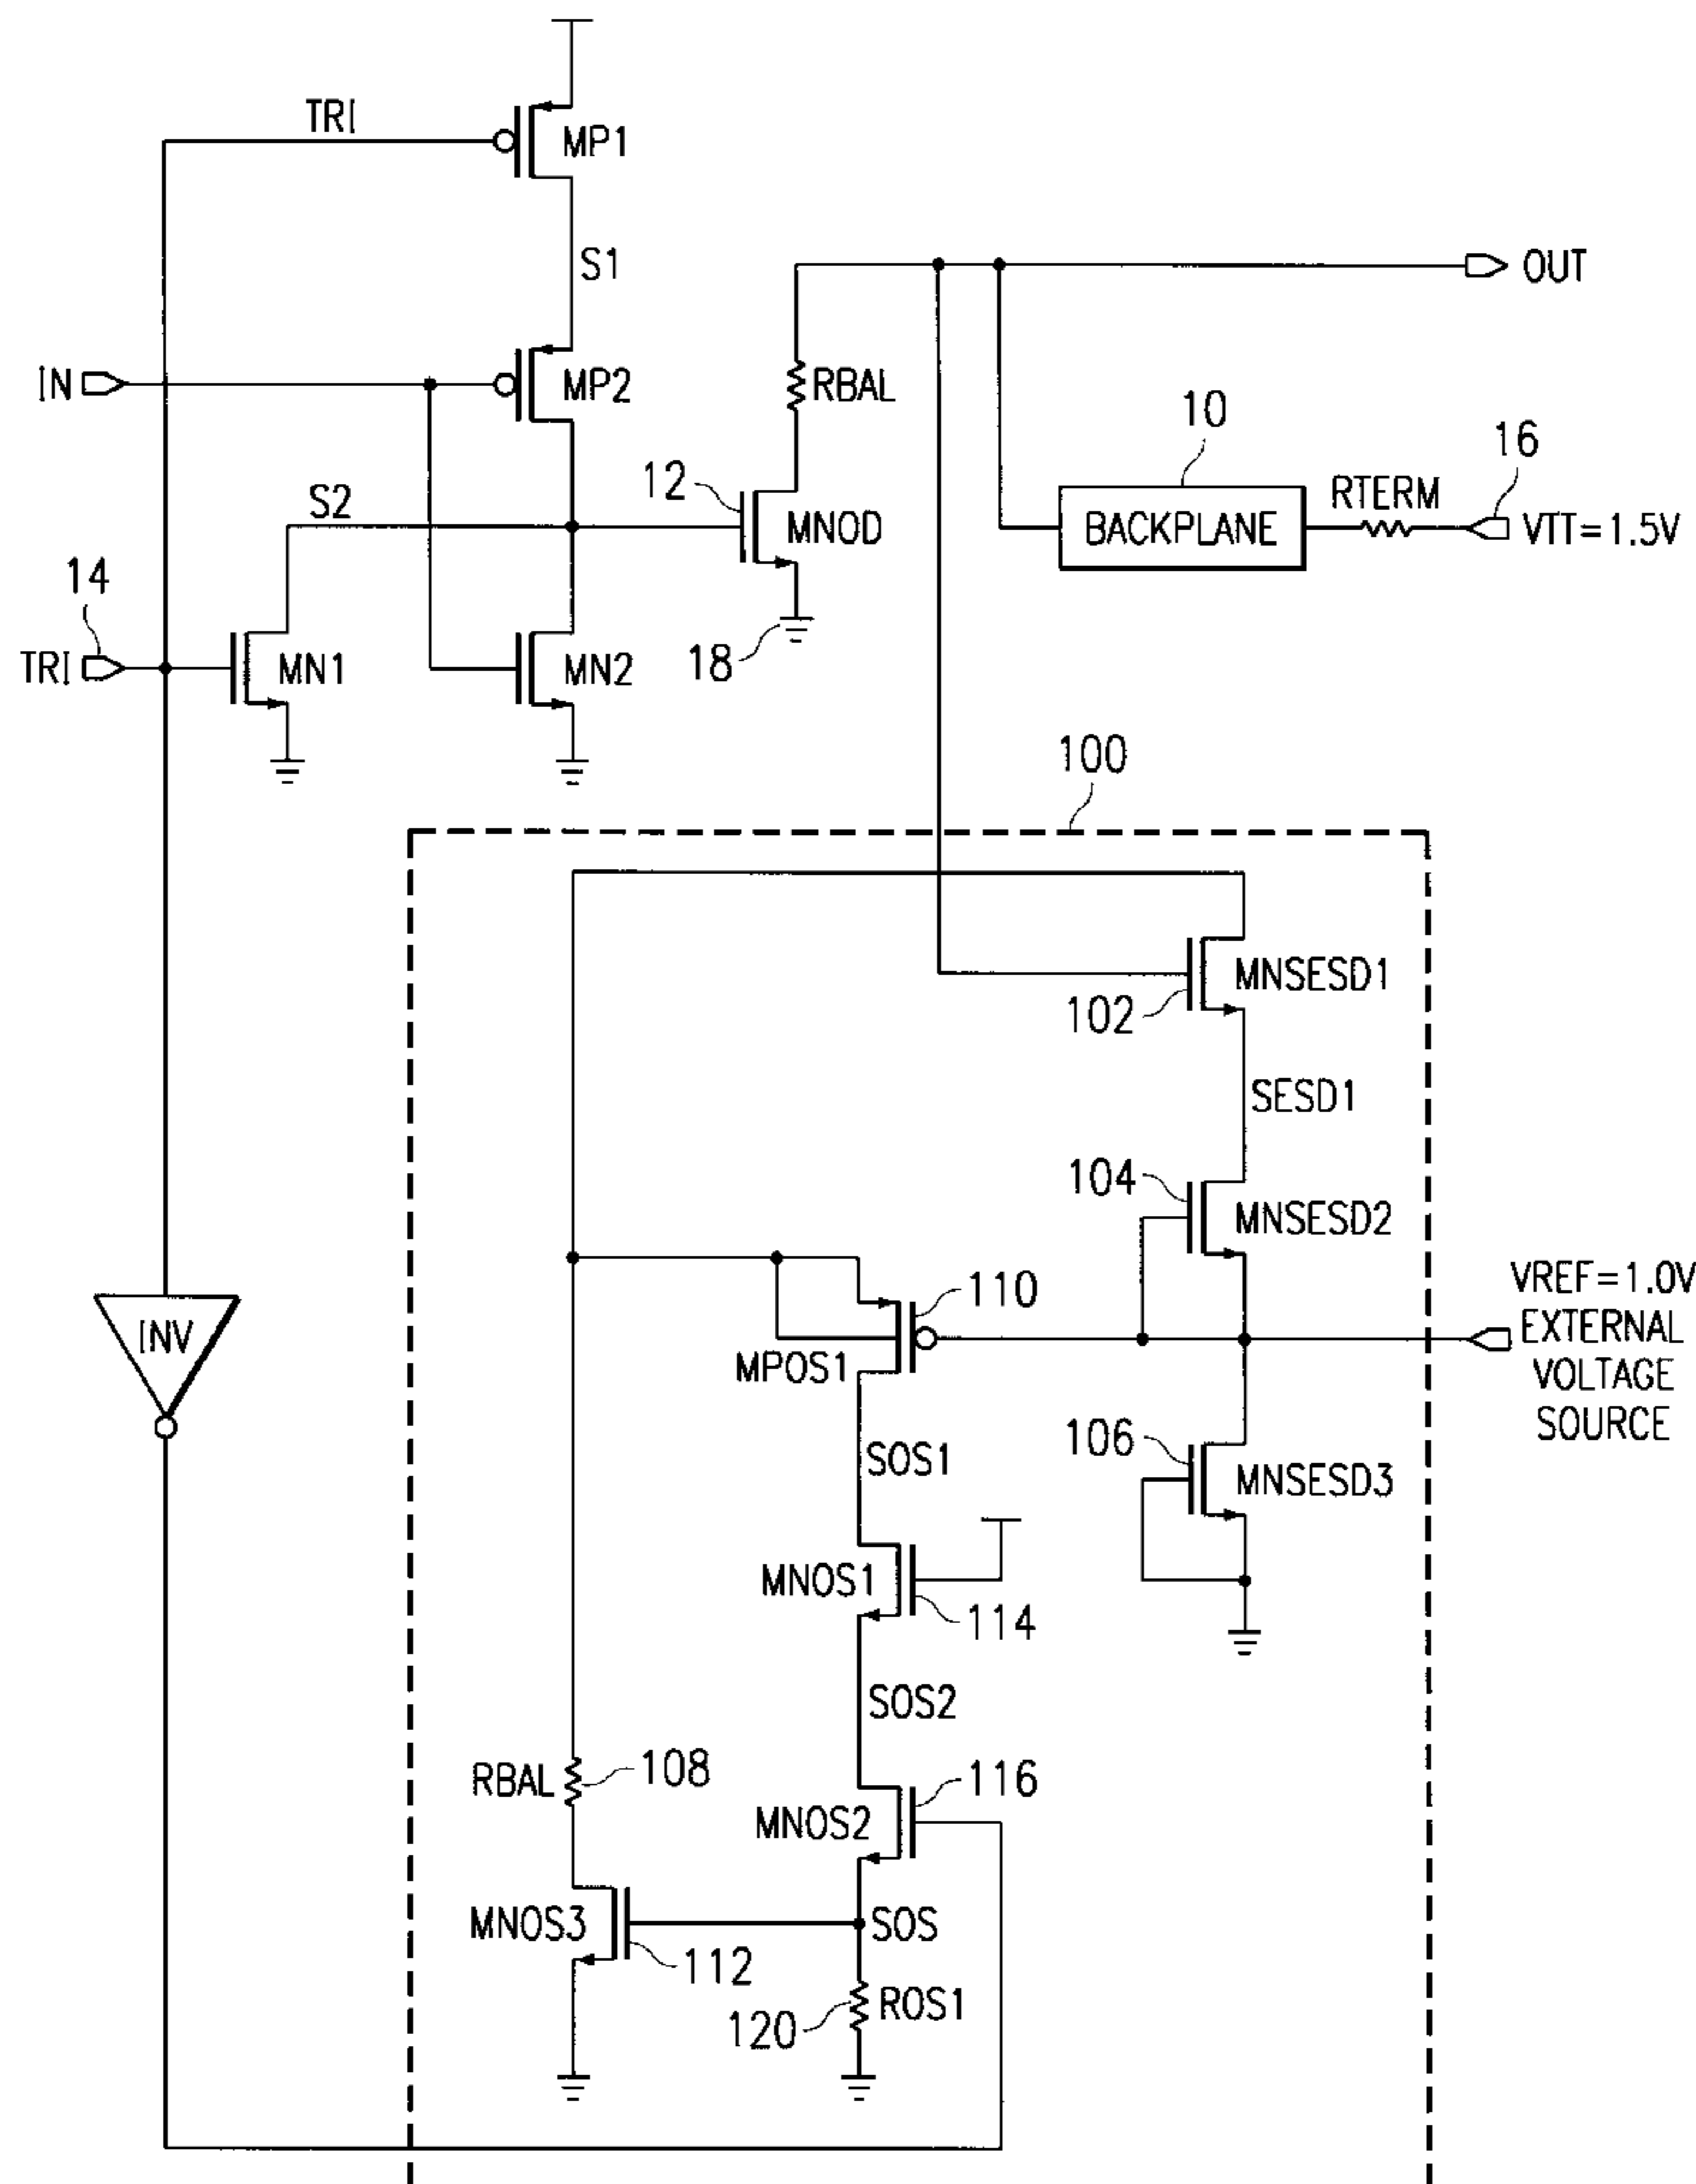 TRI
MP1
S1
OUT
IN
MP2
RBAL
10
16
12
S2
MNOD
BACKPLANE
RTERM
VTT=1.5V
14
TRI
MN1
MN2
18
100
MNSESD1
102
SESD1
104
MNSESD2
110
VREF=1.0V
EXTERNAL
VOLTAGE
SOURCE
INV
MPOS1
106
SOS1
MNSESD3
MNOS1
114
SOS2
RBAL
108
116
MNOS2
MNOS3
SOS
112
ROS1
120